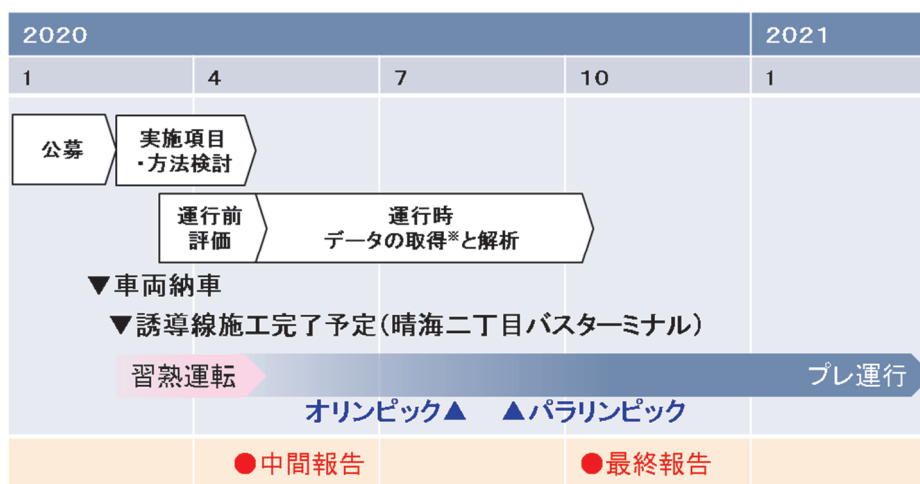 2020 2021
1 4 7 10 1
公募
実施項目
・方法検討
運行前
評価
運行時
データの取得※と解析
▼車両納車
▼誘導線施工完了予定(晴海二丁目バスターミナル)
習熟運転
プレ運行
オリンピック▲ ▲パラリンピック
●中間報告 ●最終報告